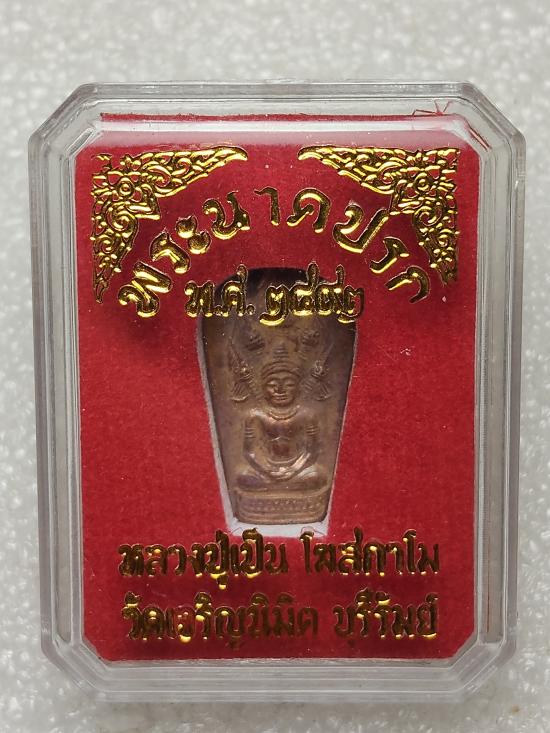 พระนาคปรก
พ.ศ. ๒๔๙๒
หลวงปู่เป็น โฆสกาโม
วัดเจริญนิมิต บุรีรัมย์